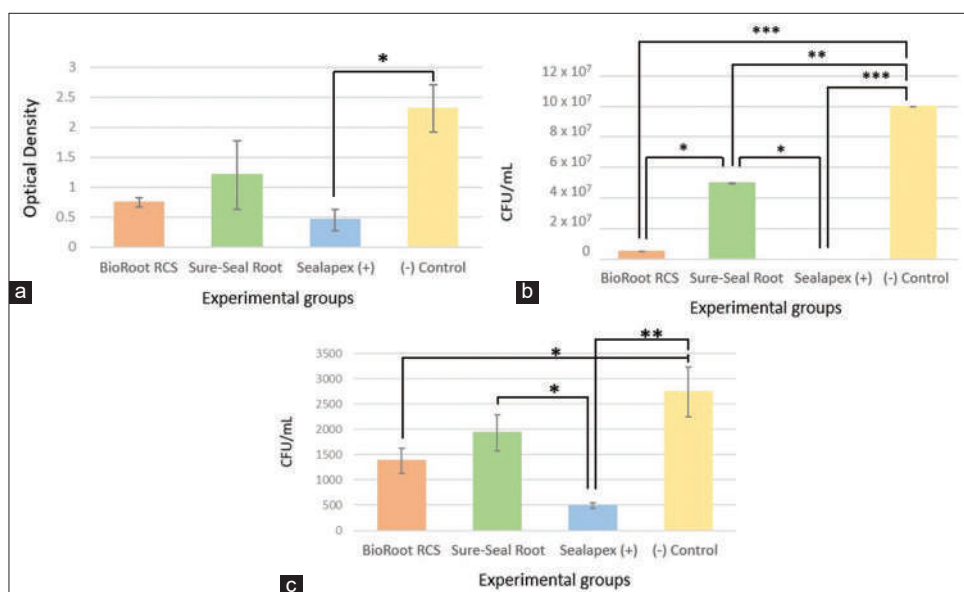 *
3
2.5
2
1.5
1
0.5
0
Optical Density
BioRoot RCS Sure-Seal Root Sealapex (+) (-) Control
Experimental groups
a
***
**
***
* *
12 x 10⁷
10 x 10⁷
8 x 10⁷
6 x 10⁷
4 x 10⁷
2 x 10⁷
0
CFU/mL
BioRoot RCS Sure-Seal Root Sealapex (+) (-) Control
Experimental groups
b
**
*
*
3500
3000
2500
2000
1500
1000
500
0
CFU/mL
BioRoot RCS Sure-Seal Root Sealapex (+) (-) Control
Experimental groups
c